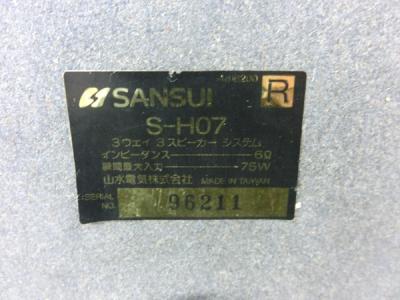 SANSUI R
S-H07
3ウェイ 3スピーカー システム
インピーダンス 6Ω
瞬間最大入力 75W
山水電気株式会社 MADE IN TAIWAN
SERIAL NO. 96211